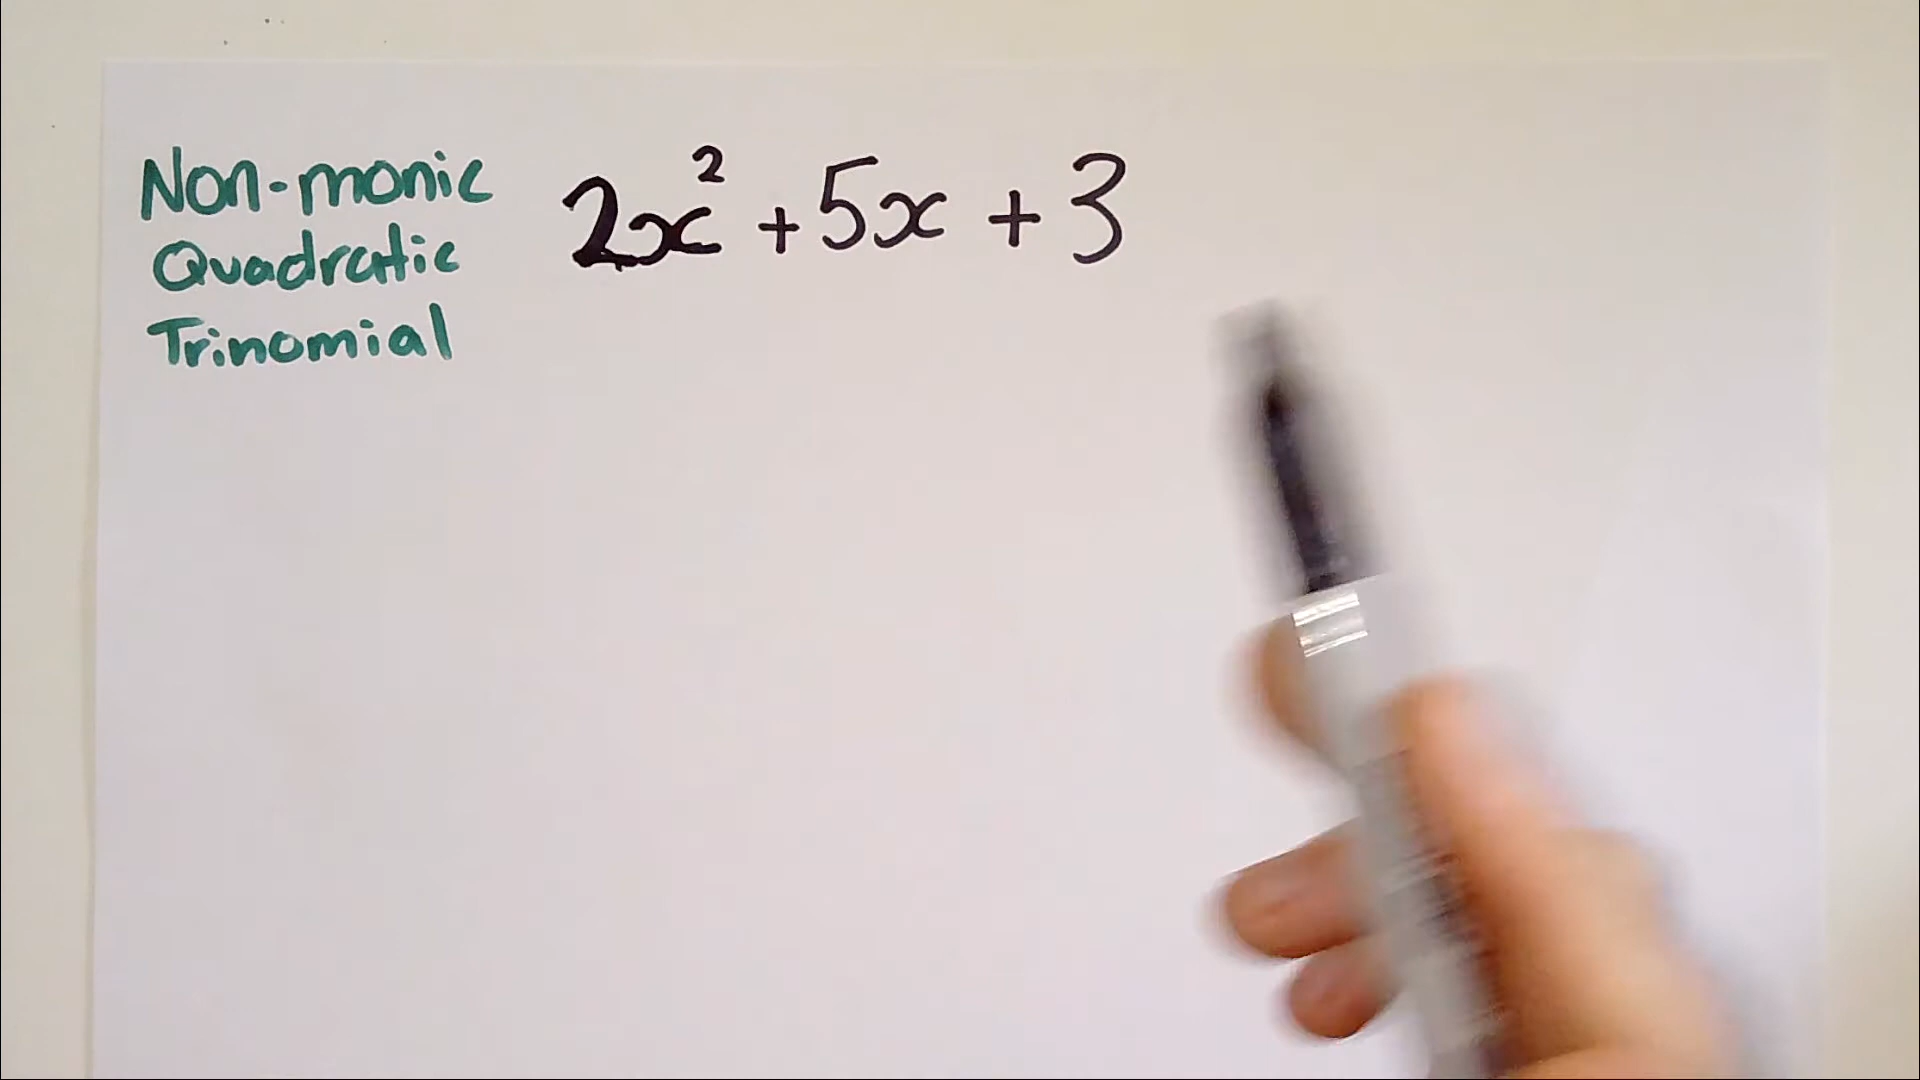 Non-monic
Quadratic
Trinomial
2x² + 5x + 3